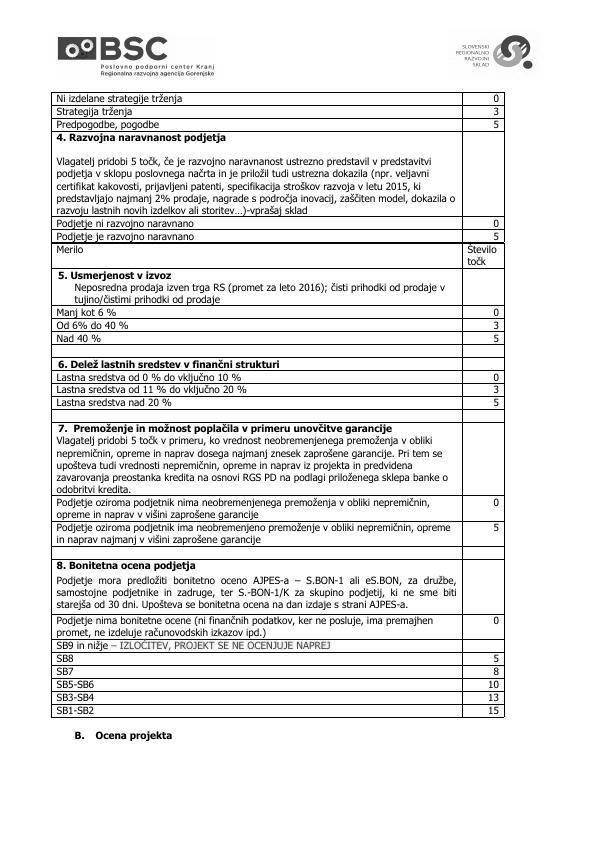 BSC
Poslovno podporni center Kranj
Regionalna razvojna agencija Gorenjske
SLOVENSKI
REGIONALNO
RAZVOJNI
SKLAD
Ni izdelane strategije trženja 0
Strategija trženja 3
Predpogodbe, pogodbe 5
4. Razvojna naravnanost podjetja
Vlagatelj pridobi 5 točk, če je razvojno naravnanost ustrezno predstavil v predstavitvi
podjetja v sklopu poslovnega načrta in je priložil tudi ustrezna dokazila (npr. veljavni
certifikat kakovosti, prijavljeni patenti, specifikacija stroškov razvoja v letu 2015, ki
predstavljajo najmanj 2% prodaje, nagrade s področja inovacij, zaščiten model, dokazila o
razvoju lastnih novih izdelkov ali storitev...)-vprašaj sklad
Podjetje ni razvojno naravnano 0
Podjetje je razvojno naravnano 5
Merilo Število
točk
5. Usmerjenost v izvoz
Neposredna prodaja izven trga RS (promet za leto 2016); čisti prihodki od prodaje v
tujino/čistimi prihodki od prodaje
Manj kot 6 % 0
Od 6% do 40 % 3
Nad 40 % 5
6. Delež lastnih sredstev v finančni strukturi
Lastna sredstva od 0 % do vključno 10 % 0
Lastna sredstva od 11 % do vključno 20 % 3
Lastna sredstva nad 20 % 5
7. Premoženje in možnost poplačila v primeru unovčitve garancije
Vlagatelj pridobi 5 točk v primeru, ko vrednost neobremenjenega premoženja v obliki
nepremičnin, opreme in naprav dosega najmanj znesek zaprošene garancije. Pri tem se
upošteva tudi vrednosti nepremičnin, opreme in naprav iz projekta in predvidena
zavarovanja preostanka kredita na osnovi RGS PD na podlagi priloženega sklepa banke o
odobritvi kredita.
Podjetje oziroma podjetnik nima neobremenjenega premoženja v obliki nepremičnin, 0
opreme in naprav v višini zaprošene garancije
Podjetje oziroma podjetnik ima neobremenjeno premoženje v obliki nepremičnin, opreme 5
in naprav najmanj v višini zaprošene garancije
8. Bonitetna ocena podjetja
Podjetje mora predložiti bonitetno oceno AJPES-a – S.BON-1 ali eS.BON, za družbe,
samostojne podjetnike in zadruge, ter S.-BON-1/K za skupino podjetij, ki ne sme biti
starejša od 30 dni. Upošteva se bonitetna ocena na dan izdaje s strani AJPES-a.
Podjetje nima bonitetne ocene (ni finančnih podatkov, ker ne posluje, ima premajhen 0
promet, ne izdeluje računovodskih izkazov ipd.)
SB9 in nižje – IZLOČITEV, PROJEKT SE NE OCENJUJE NAPREJ
SB8 5
SB7 8
SB5-SB6 10
SB3-SB4 13
SB1-SB2 15
B. Ocena projekta